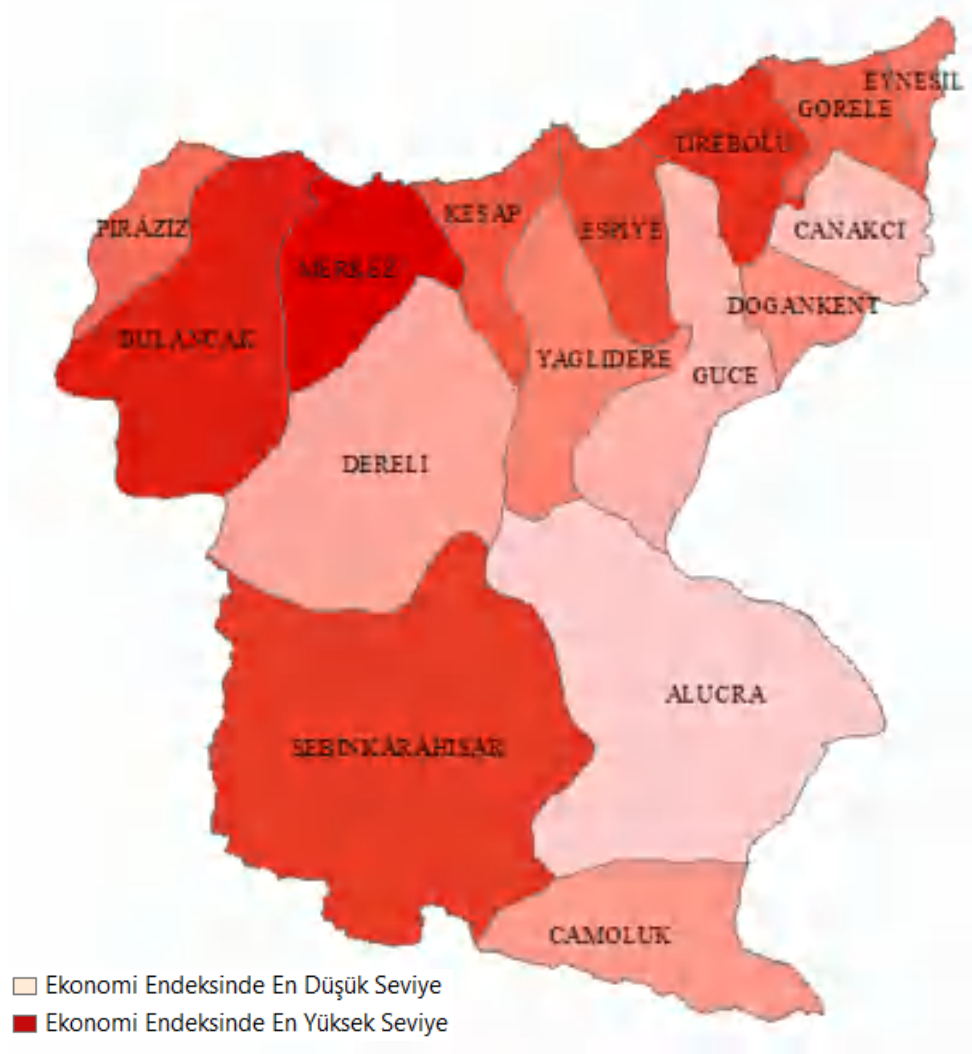 EYNESIL
GORELE
TIREBOLU
KESAP
PIRAZIZ
ESPIYE
CANAKCI
MERKEZ
DOGANKENT
BULANCAK
YAGLIDERE
GUCE
DERELI
ALUCRA
SEBINKARAHISAR
CAMOLUK
Ekonomi Endeksinde En Düşük Seviye
Ekonomi Endeksinde En Yüksek Seviye